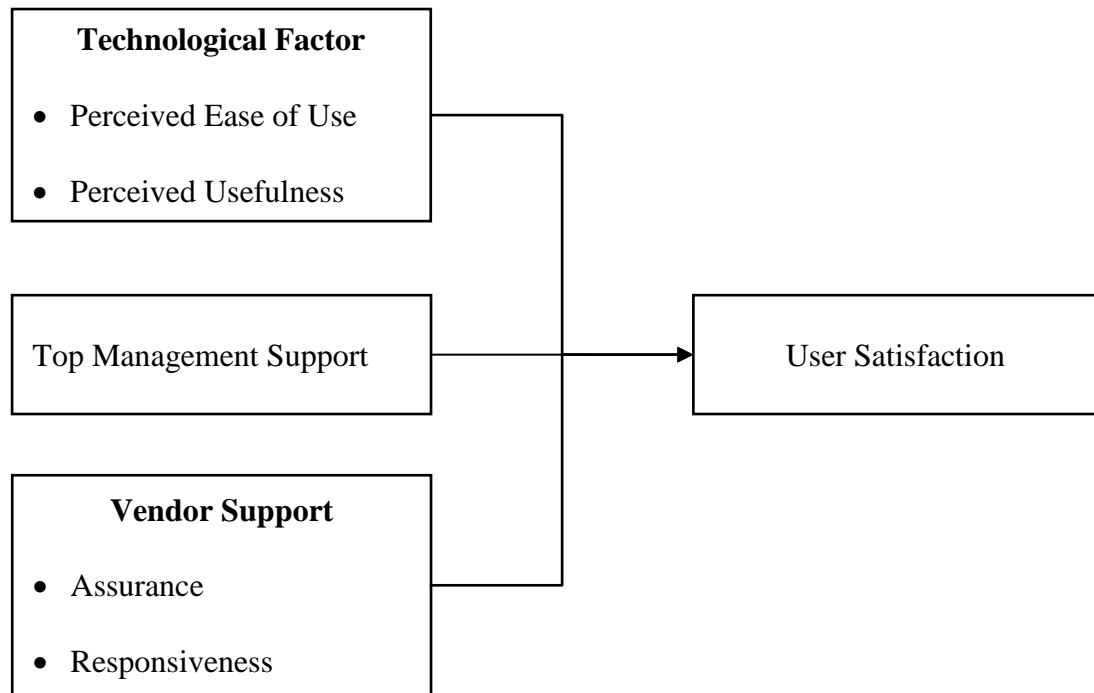 Technological Factor
• Perceived Ease of Use
• Perceived Usefulness
Top Management Support
User Satisfaction
Vendor Support
• Assurance
• Responsiveness